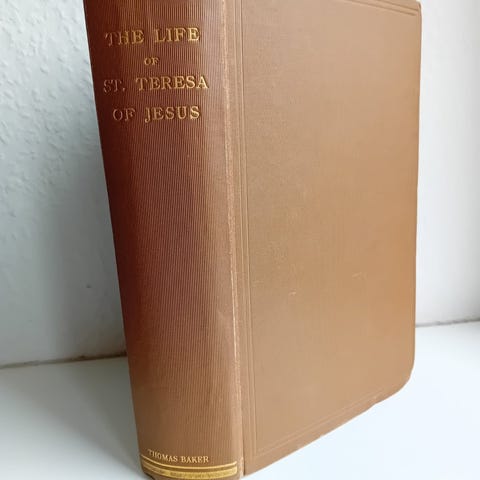 THE LIFE
OF
ST. TERESA
OF JESUS
THOMAS BAKER